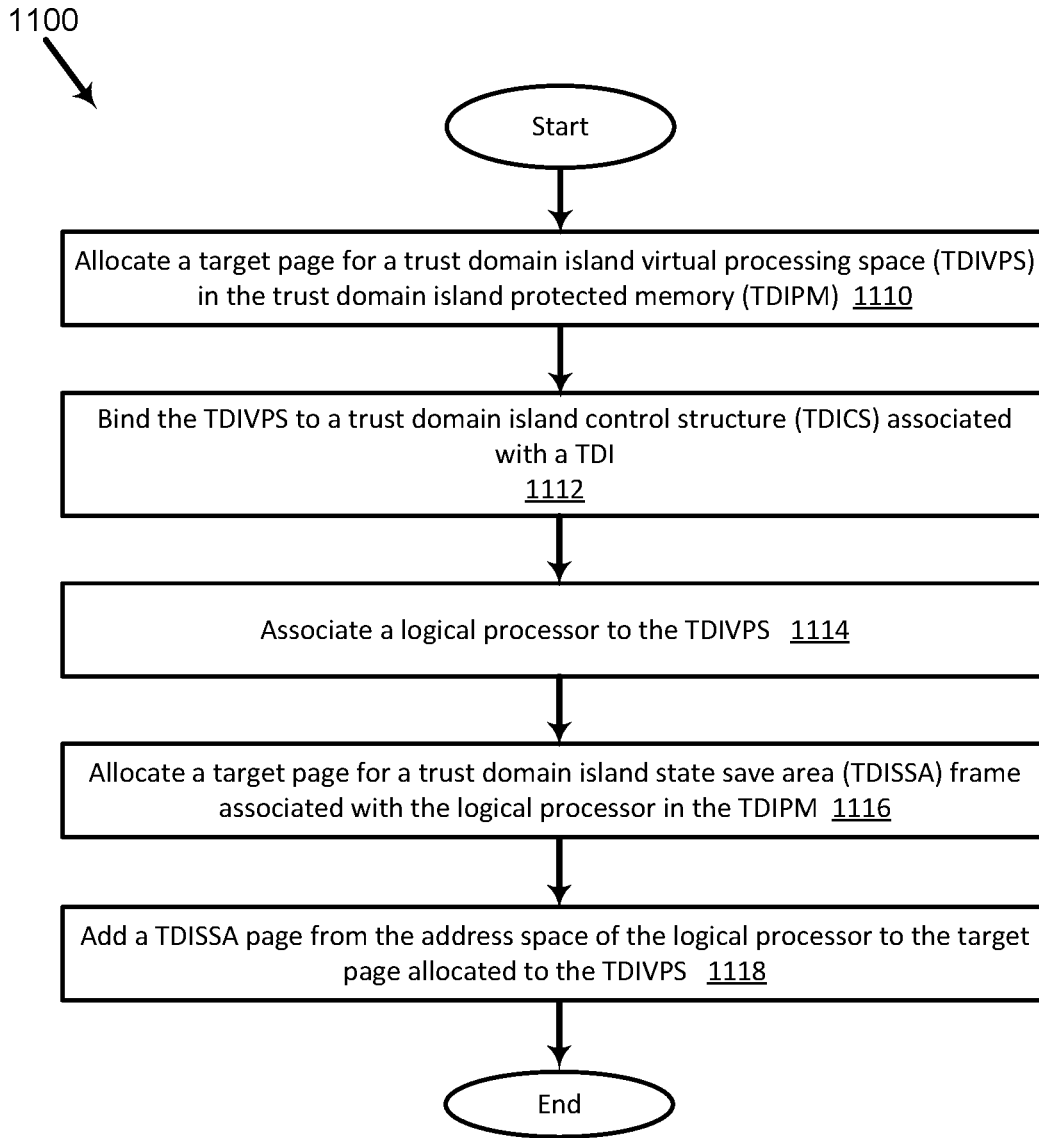 1100
Start
Allocate a target page for a trust domain island virtual processing space (TDIVPS)
in the trust domain island protected memory (TDIPM) 1110
Bind the TDIVPS to a trust domain island control structure (TDICS) associated
with a TDI
1112
Associate a logical processor to the TDIVPS 1114
Allocate a target page for a trust domain island state save area (TDISSA) frame
associated with the logical processor in the TDIPM 1116
Add a TDISSA page from the address space of the logical processor to the target
page allocated to the TDIVPS 1118
End